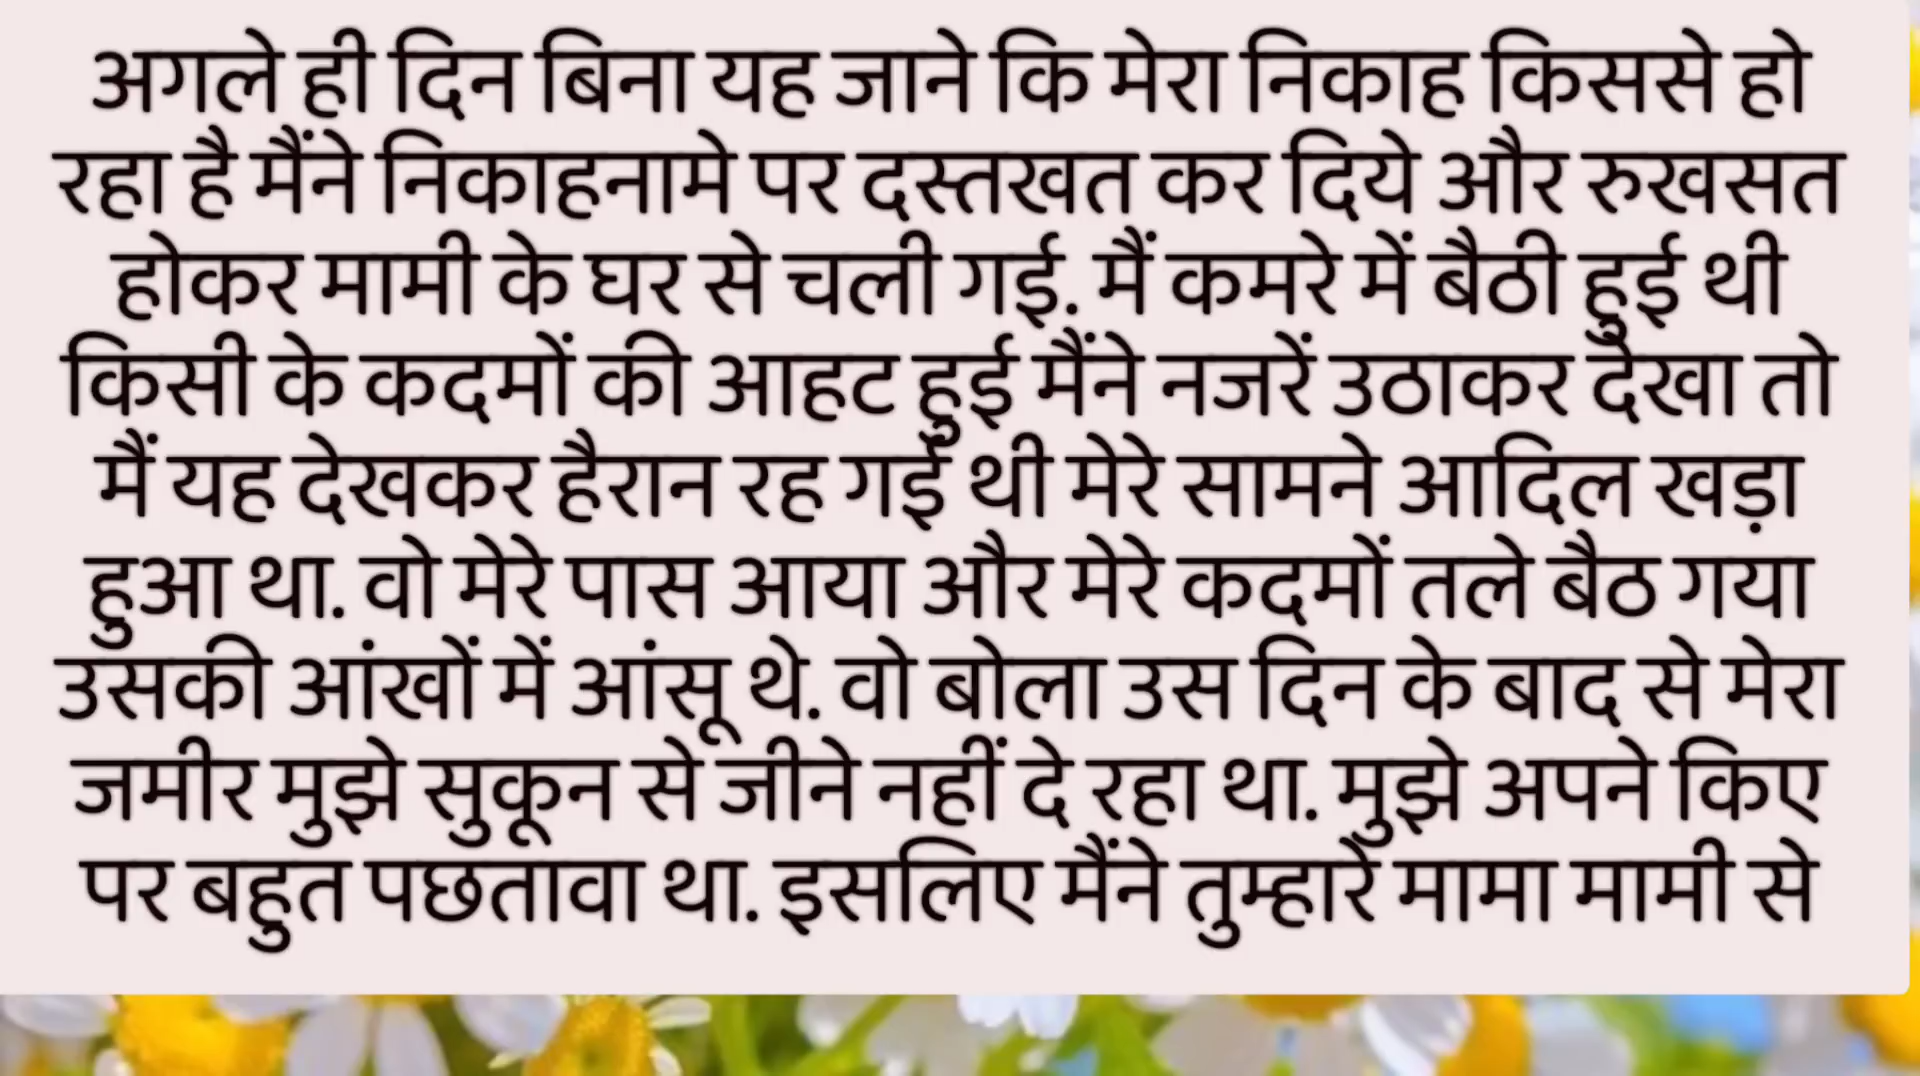 अगले ही दिन बिना यह जाने कि मेरा निकाह किससे हो
रहा है मैंने निकाहनामे पर दस्तखत कर दिये और रुखसत
होकर मामी के घर से चली गई. मैं कमरे में बैठी हुई थी
किसी के कदमों की आहट हुई मैंने नजरें उठाकर देखा तो
मैं यह देखकर हैरान रह गई थी मेरे सामने आदिल खड़ा
हुआ था. वो मेरे पास आया और मेरे कदमों तले बैठ गया
उसकी आंखों में आंसू थे. वो बोला उस दिन के बाद से मेरा
जमीर मुझे सुकून से जीने नहीं दे रहा था. मुझे अपने किए
पर बहुत पछतावा था. इसलिए मैंने तुम्हारे मामा मामी से